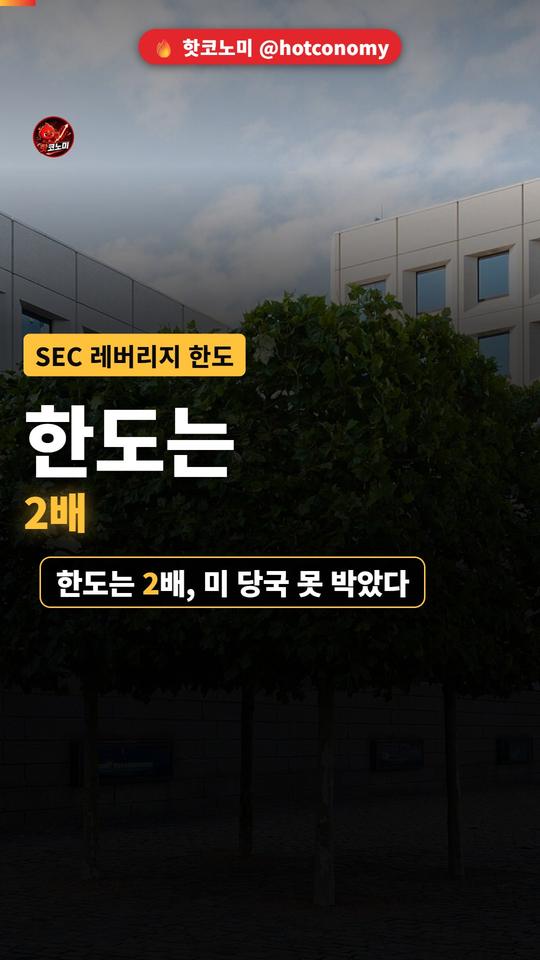 🔥 핫코노미 @hotconomy
핫코노미
SEC 레버리지 한도
한도는
2배
한도는 2배, 미 당국 못 박았다